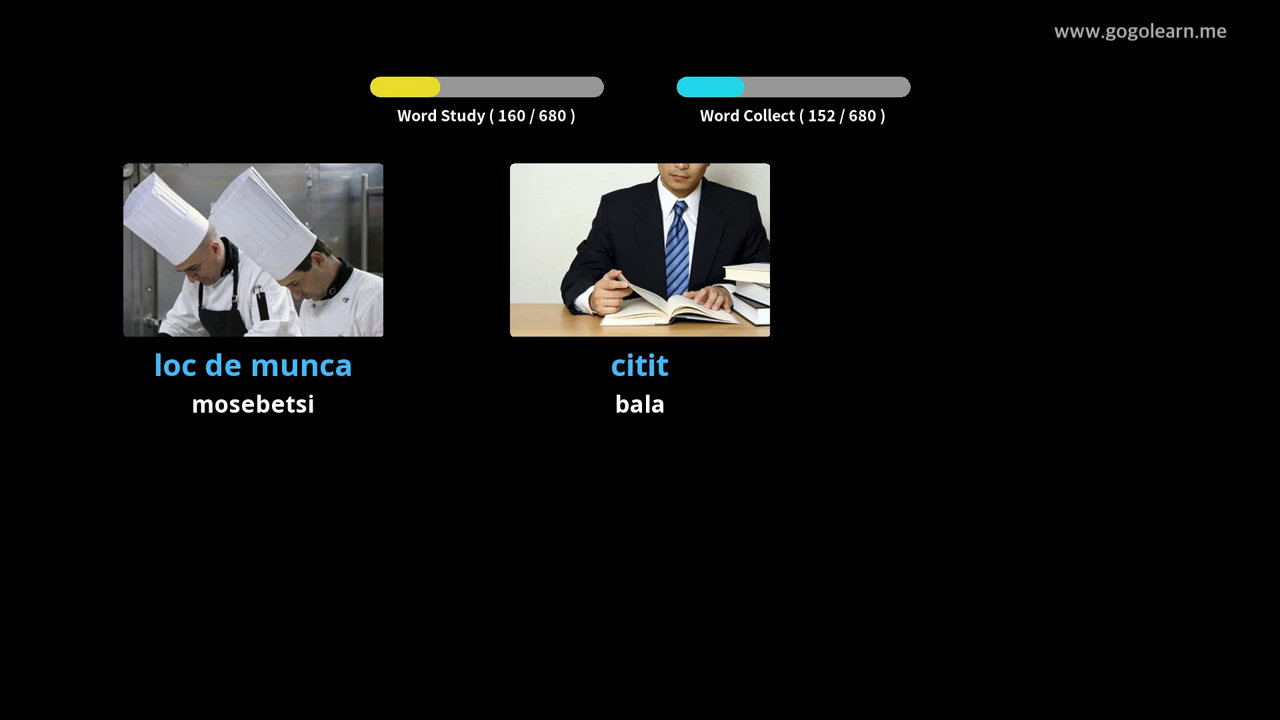 www.gogolearn.me
Word Study ( 160 / 680 )
Word Collect ( 152 / 680 )
loc de munca
mosebetsi
citit
bala